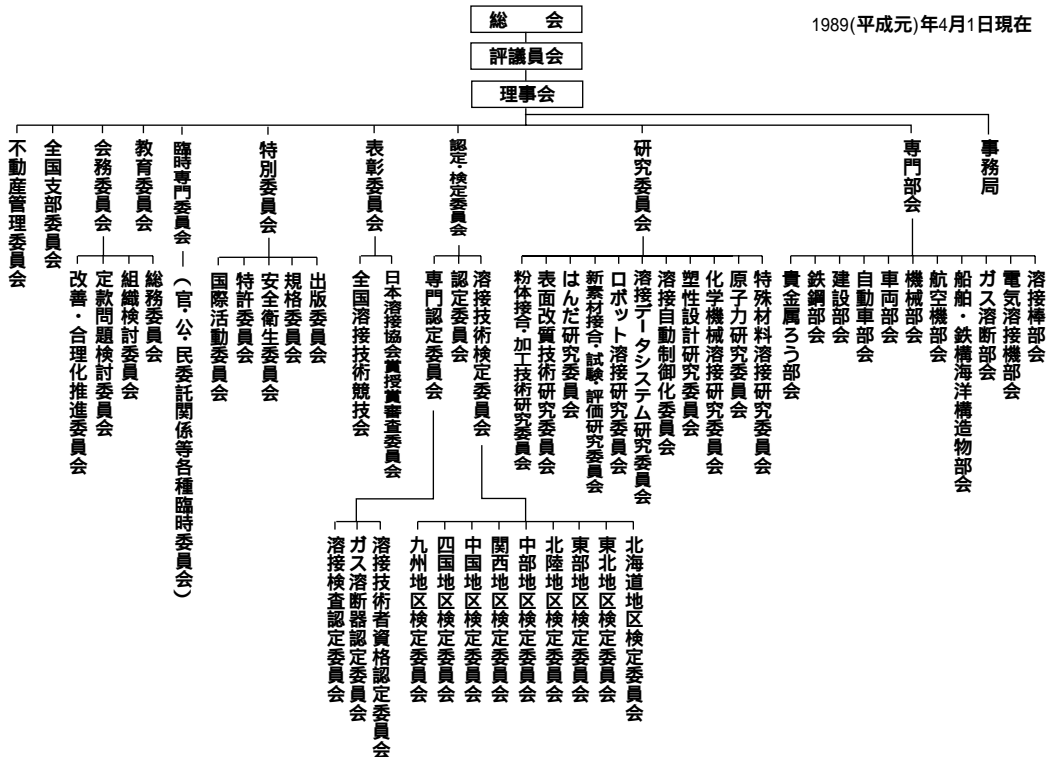 1989(平成元)年4月1日現在
総　会
評議員会
理事会
事務局
専門部会
研究委員会
認定・検定委員会
表彰委員会
特別委員会
臨時専門委員会
教育委員会
会務委員会
全国支部委員会
不動産管理委員会
溶接棒部会
電気溶接機部会
ガス溶断部会
船舶・鉄構海洋構造物部会
航空機部会
機械部会
車両部会
自動車部会
建設部会
鉄鋼部会
貴金属ろう部会
特殊材料溶接研究委員会
原子力研究委員会
化学機械溶接研究委員会
塑性設計研究委員会
溶接自動制御化委員会
溶接データシステム研究委員会
ロボット溶接研究委員会
新素材接合・試験・評価研究委員会
はんだ研究委員会
表面改質技術研究委員会
粉体接合・加工技術研究委員会
溶接技術検定委員会
認定委員会
専門認定委員会
日本溶接協会賞授賞審査委員会
全国溶接技術競技会
出版委員会
規格委員会
安全衛生委員会
特許委員会
国際活動委員会
(官・公・民委託関係等各種臨時委員会)
総務委員会
組織検討委員会
定款問題検討委員会
改善・合理化推進委員会
北海道地区検定委員会
東北地区検定委員会
東部地区検定委員会
北陸地区検定委員会
中部地区検定委員会
関西地区検定委員会
中国地区検定委員会
四国地区検定委員会
九州地区検定委員会
溶接技術者資格認定委員会
ガス溶断器認定委員会
溶接検査認定委員会